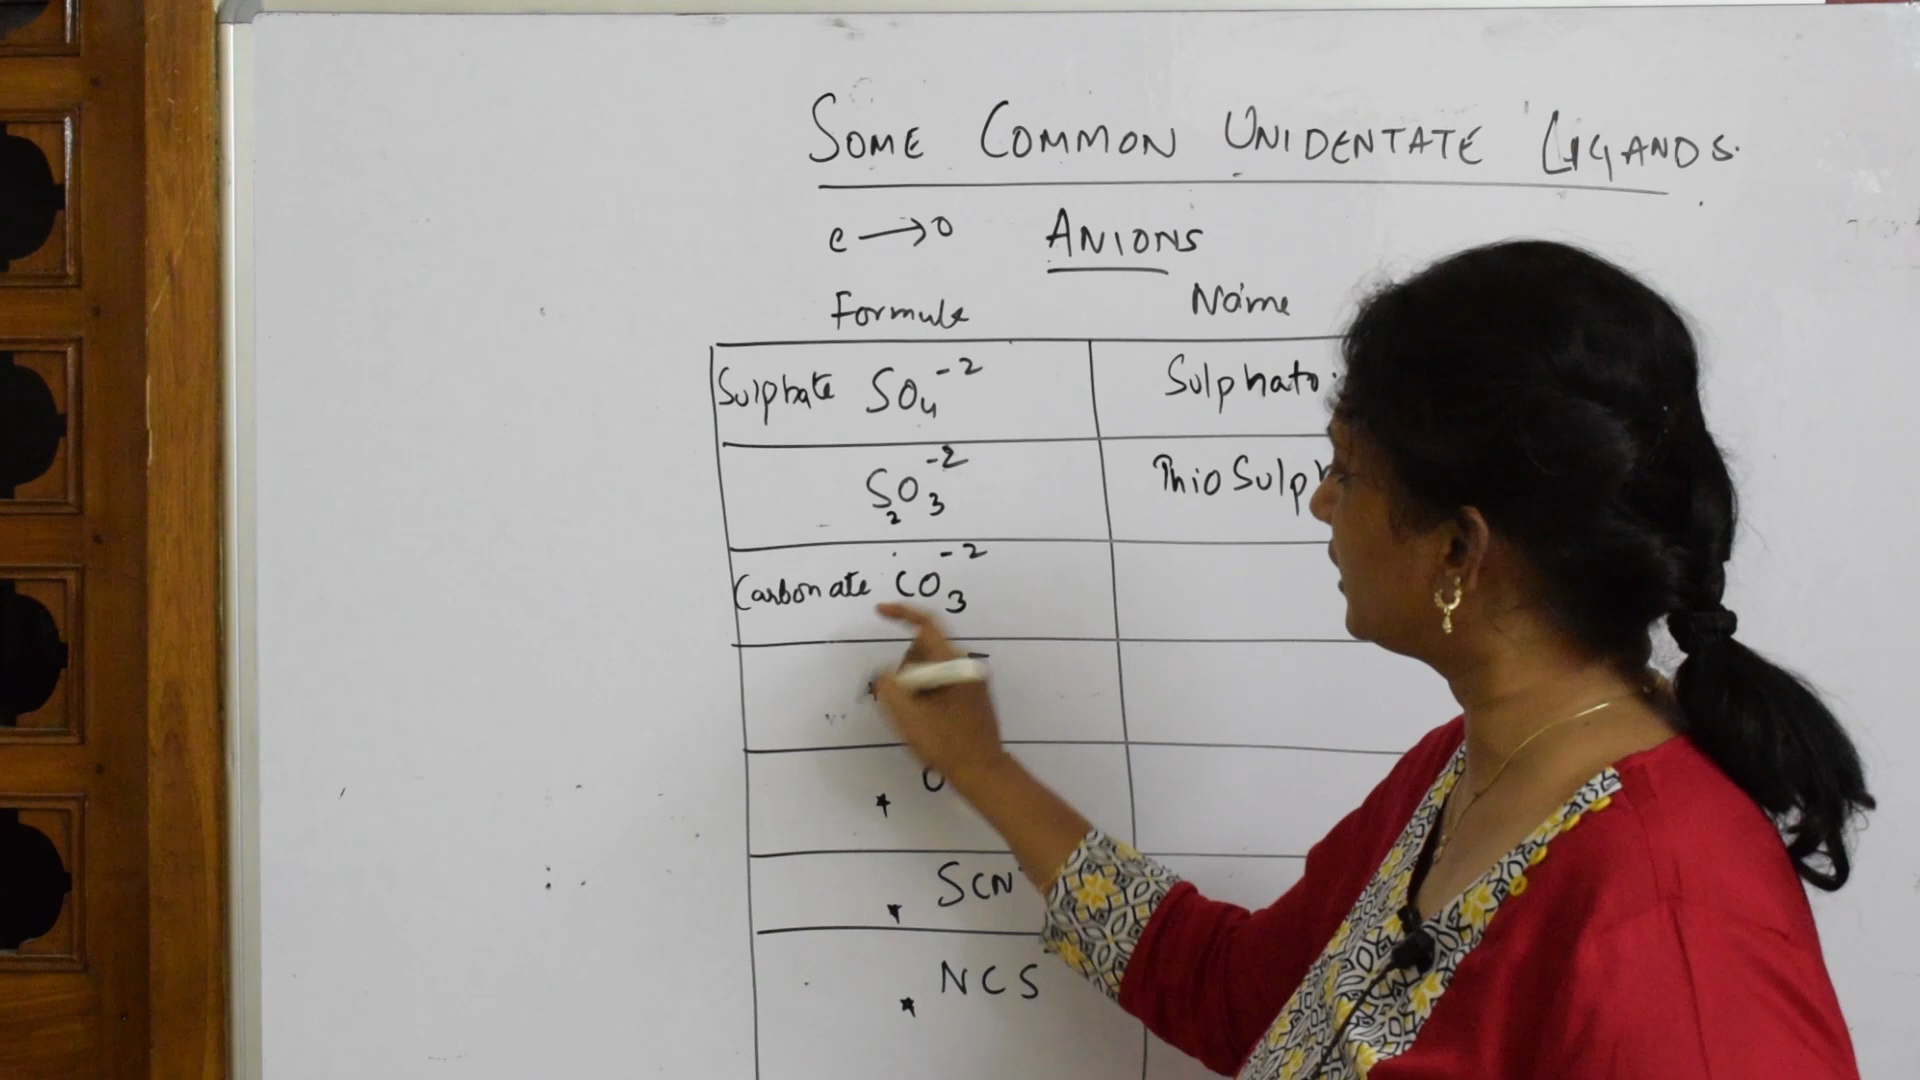 SOME COMMON UNIDENTATE LIGANDS.
e → O ANIONS
Formula Name
Sulphate SO₄⁻² Sulphato
S₂O₃⁻² Thio Sulph
Carbonate CO₃⁻²
SCN
NCS